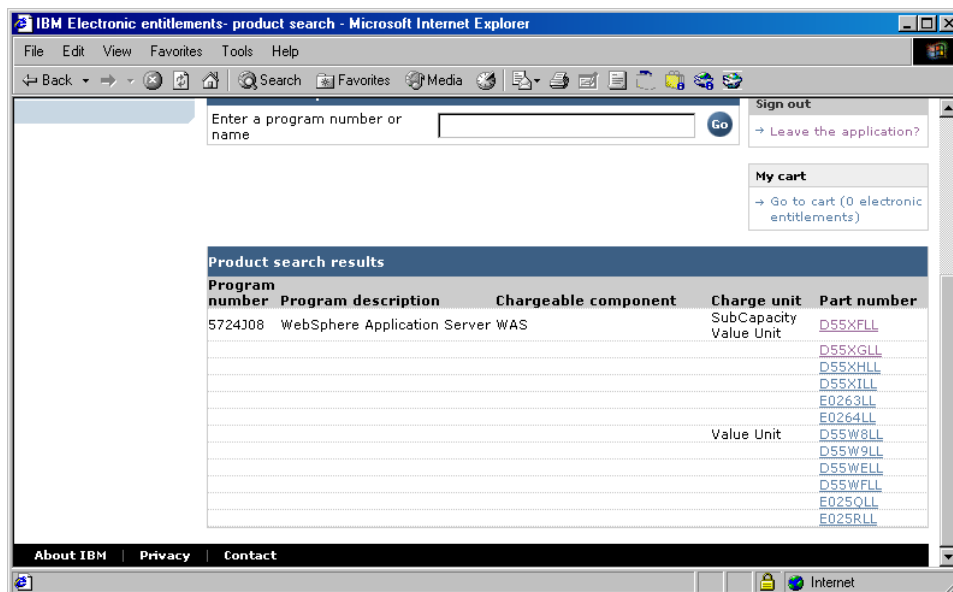 IBM Electronic entitlements- product search - Microsoft Internet Explorer
File Edit View Favorites Tools Help
Back Search Favorites Media
Enter a program number or
name
Go
Sign out
Leave the application?
My cart
Go to cart (0 electronic
entitlements)
Product search results
Program
number Program description Chargeable component Charge unit Part number
5724J08 WebSphere Application Server WAS SubCapacity
Value Unit D55XFLL
D55XGLL
D55XHLL
D55XILL
E0263LL
E0264LL
Value Unit D55W8LL
D55W9LL
D55WELL
D55WFLL
E025QLL
E025RLL
About IBM | Privacy | Contact
Internet